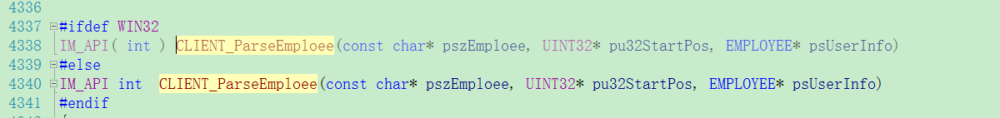 4336
4337 #ifdef WIN32
4338 IM_API( int ) CLIENT_ParseEmploee(const char* pszEmploee, UINT32* pu32StartPos, EMPLOYEE* psUserInfo)
4339 #else
4340 IM_API int  CLIENT_ParseEmploee(const char* pszEmploee, UINT32* pu32StartPos, EMPLOYEE* psUserInfo)
4341 #endif